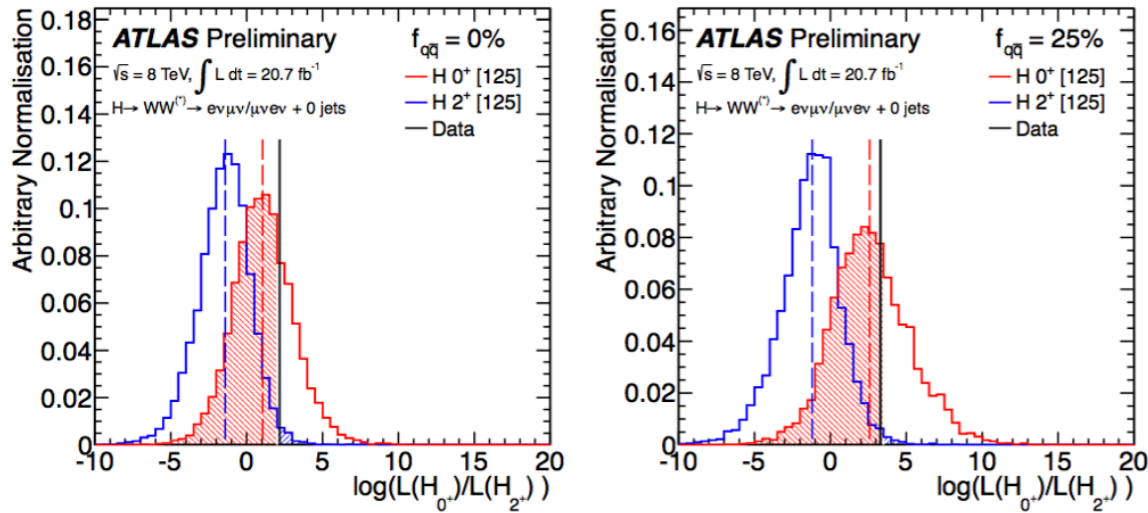 ATLAS Preliminary
f_qq̄ = 0%
√s = 8 TeV, ∫ L dt = 20.7 fb⁻¹
H→ WW⁽*⁾→ eνμν/μνeν + 0 jets
H 0⁺ [125]
H 2⁺ [125]
Data
Arbitrary Normalisation
0.18
0.16
0.14
0.12
0.1
0.08
0.06
0.04
0.02
0
-10 -5 0 5 10 15 20
log(L(H₀₊)/L(H₂₊) )
ATLAS Preliminary
f_qq̄ = 25%
√s = 8 TeV, ∫ L dt = 20.7 fb⁻¹
H→ WW⁽*⁾→ eνμν/μνeν + 0 jets
H 0⁺ [125]
H 2⁺ [125]
Data
Arbitrary Normalisation
0.16
0.14
0.12
0.1
0.08
0.06
0.04
0.02
0
-10 -5 0 5 10 15 20
log(L(H₀₊)/L(H₂₊) )